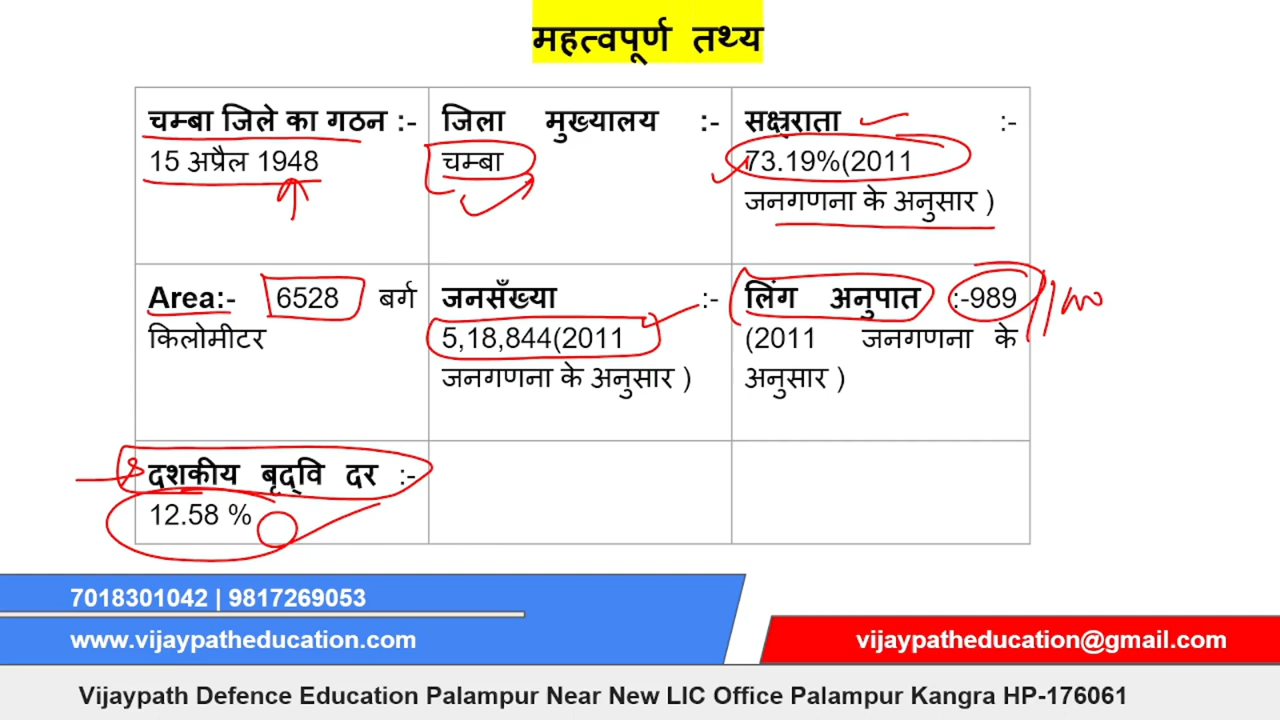 महत्वपूर्ण तथ्य
चम्बा जिले का गठन :-
15 अप्रैल 1948
जिला मुख्यालय :-
चम्बा
:-
73.19%(2011
जनगणना के अनुसार )
Area:- 6528 बर्ग
किलोमीटर
जनसँख्या :-
5,18,844(2011
जनगणना के अनुसार )
लिंग अनुपात :-989
(2011 जनगणना के
अनुसार )
दशकीय बृद्वि दर :-
12.58 %
7018301042 | 9817269053
www.vijaypatheducation.com
vijaypatheducation@gmail.com
Vijaypath Defence Education Palampur Near New LIC Office Palampur Kangra HP-176061